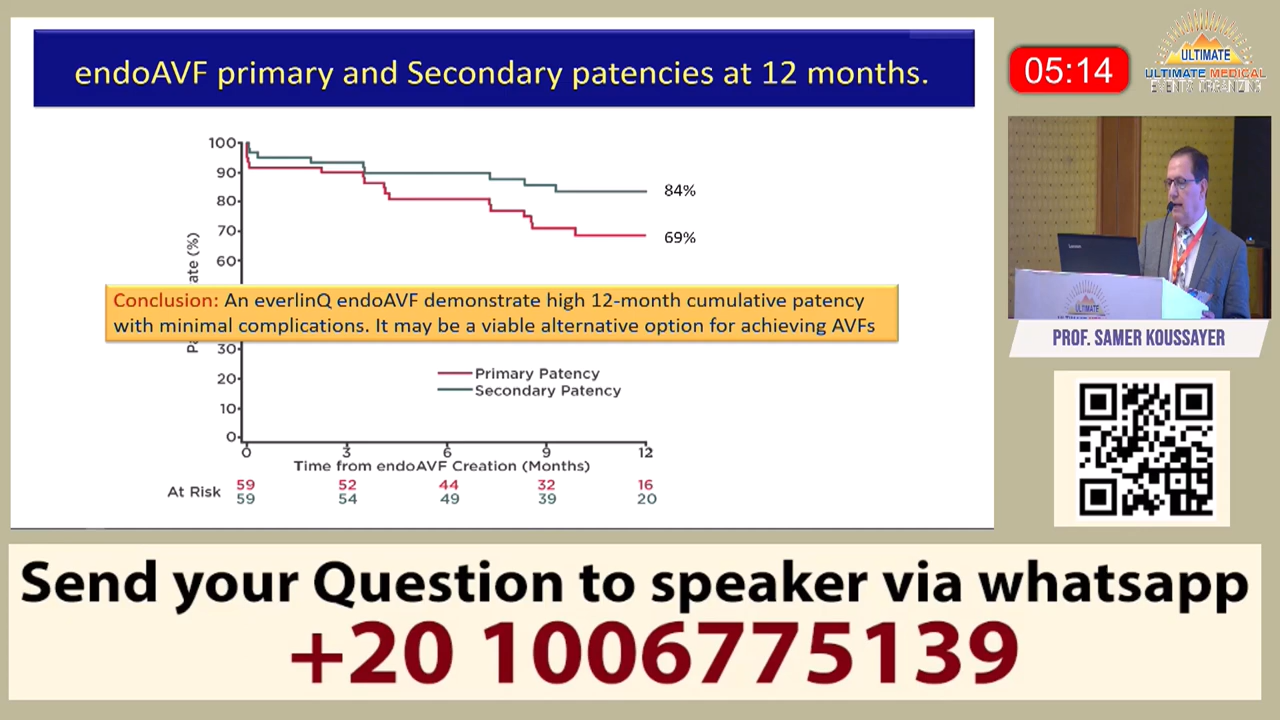 endoAVF primary and Secondary patencies at 12 months.
05:14
ULTIMATE
ULTIMATE MEDICAL
EVENTS ORGANIZING
100
90
80
70
60
30
20
10
0
84%
69%
Conclusion: An everlinQ endoAVF demonstrate high 12-month cumulative patency
with minimal complications. It may be a viable alternative option for achieving AVFs
Primary Patency
Secondary Patency
0 3 6 9 12
Time from endoAVF Creation (Months)
At Risk
59 52 44 32 16
59 54 49 39 20
PROF. SAMER KOUSSAYER
Send your Question to speaker via whatsapp
+20 1006775139